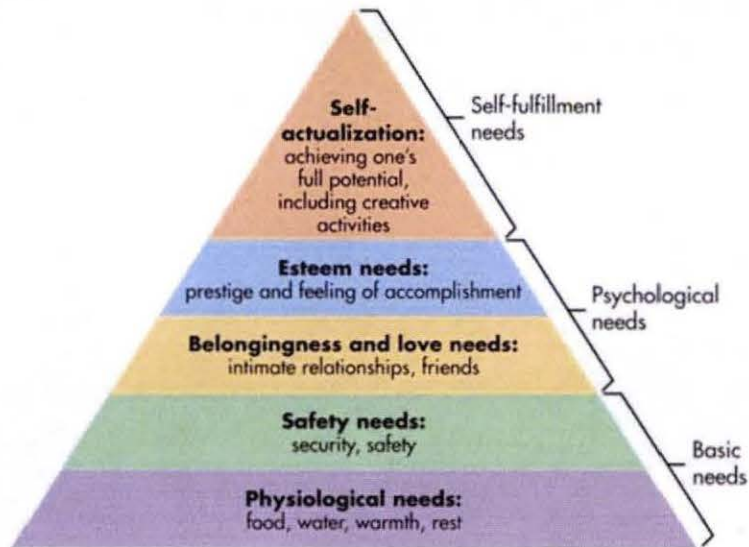 Self-
actualization:
achieving one's
full potential,
including creative
activities
Self-fulfillment
needs
Esteem needs:
prestige and feeling of accomplishment
Psychological
needs
Belongingness and love needs:
intimate relationships, friends
Safety needs:
security, safety
Basic
needs
Physiological needs:
food, water, warmth, rest